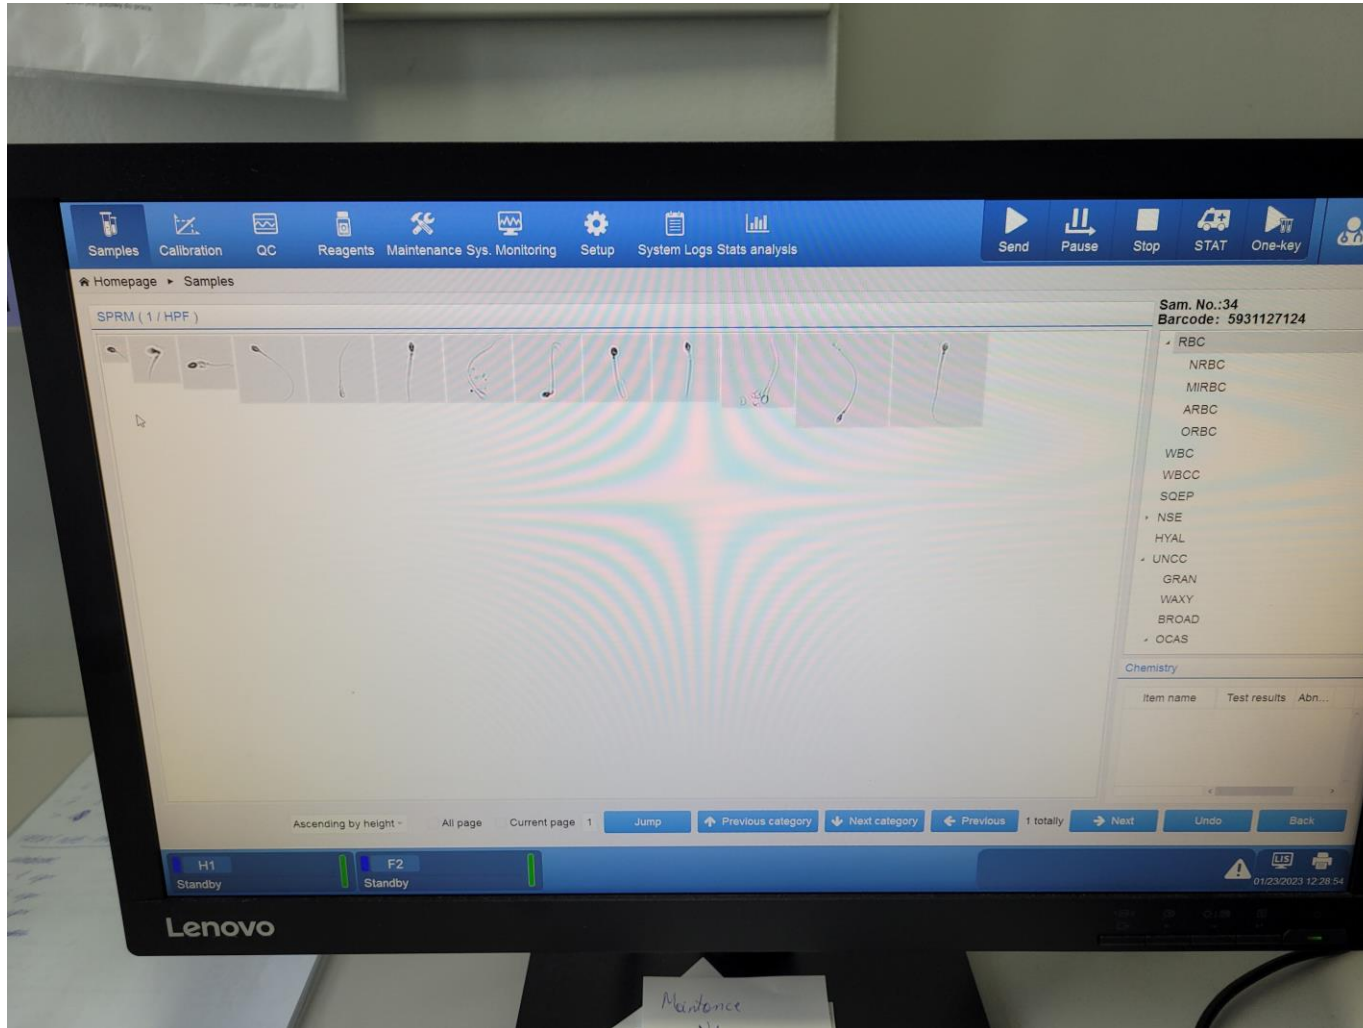 Samples Calibration QC Reagents Maintenance Sys. Monitoring Setup System Logs Stats analysis Send Pause Stop STAT One-key
Homepage ▸ Samples
SPRM ( 1 / HPF )
Sam. No.:34
Barcode: 5931127124
RBC
NRBC
MIRBC
ARBC
ORBC
WBC
WBCC
SQEP
NSE
HYAL
UNCC
GRAN
WAXY
BROAD
OCAS
Chemistry
Item name Test results Abn...
Ascending by height All page Current page 1 Jump Previous category Next category Previous 1 totally Next Undo Back
H1
Standby
F2
Standby
LIS
01/23/2023 12:28:54
Lenovo
Maintonce